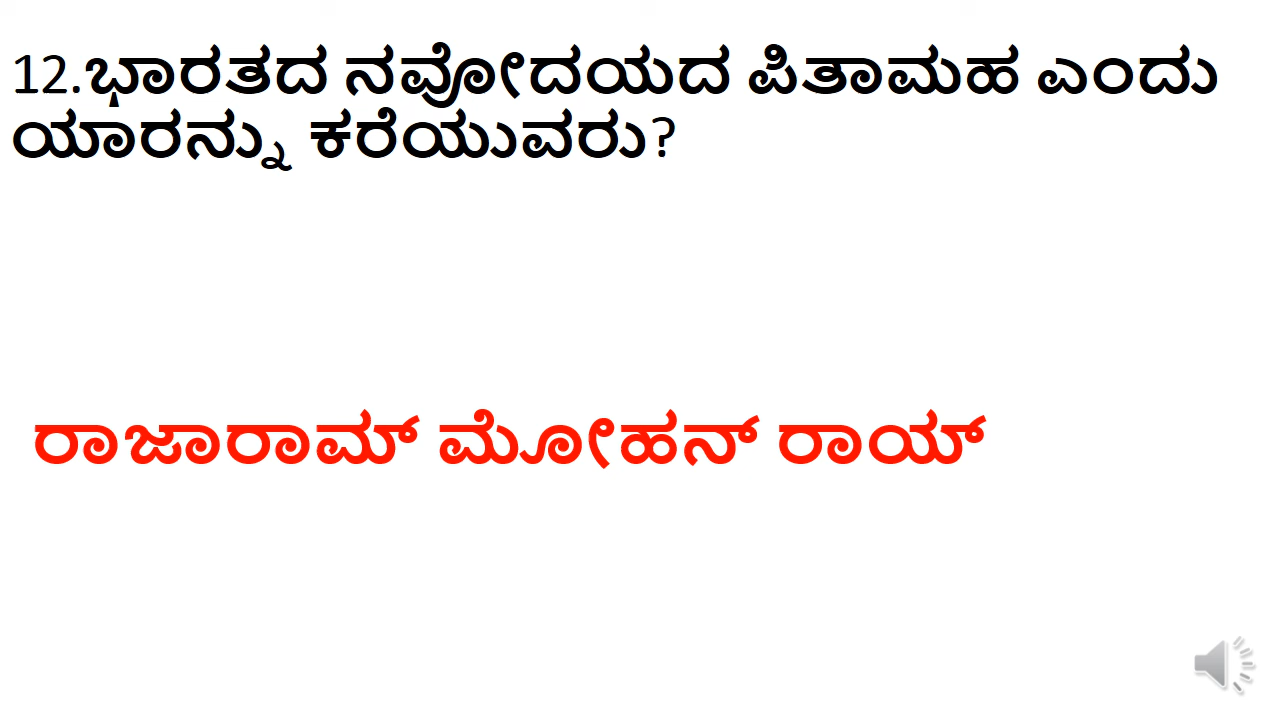 12.ಭಾರತದ ನವೋದಯದ ಪಿತಾಮಹ ಎಂದು
ಯಾರನ್ನು ಕರೆಯುವರು?
ರಾಜಾರಾಮ್ ಮೋಹನ್ ರಾಯ್